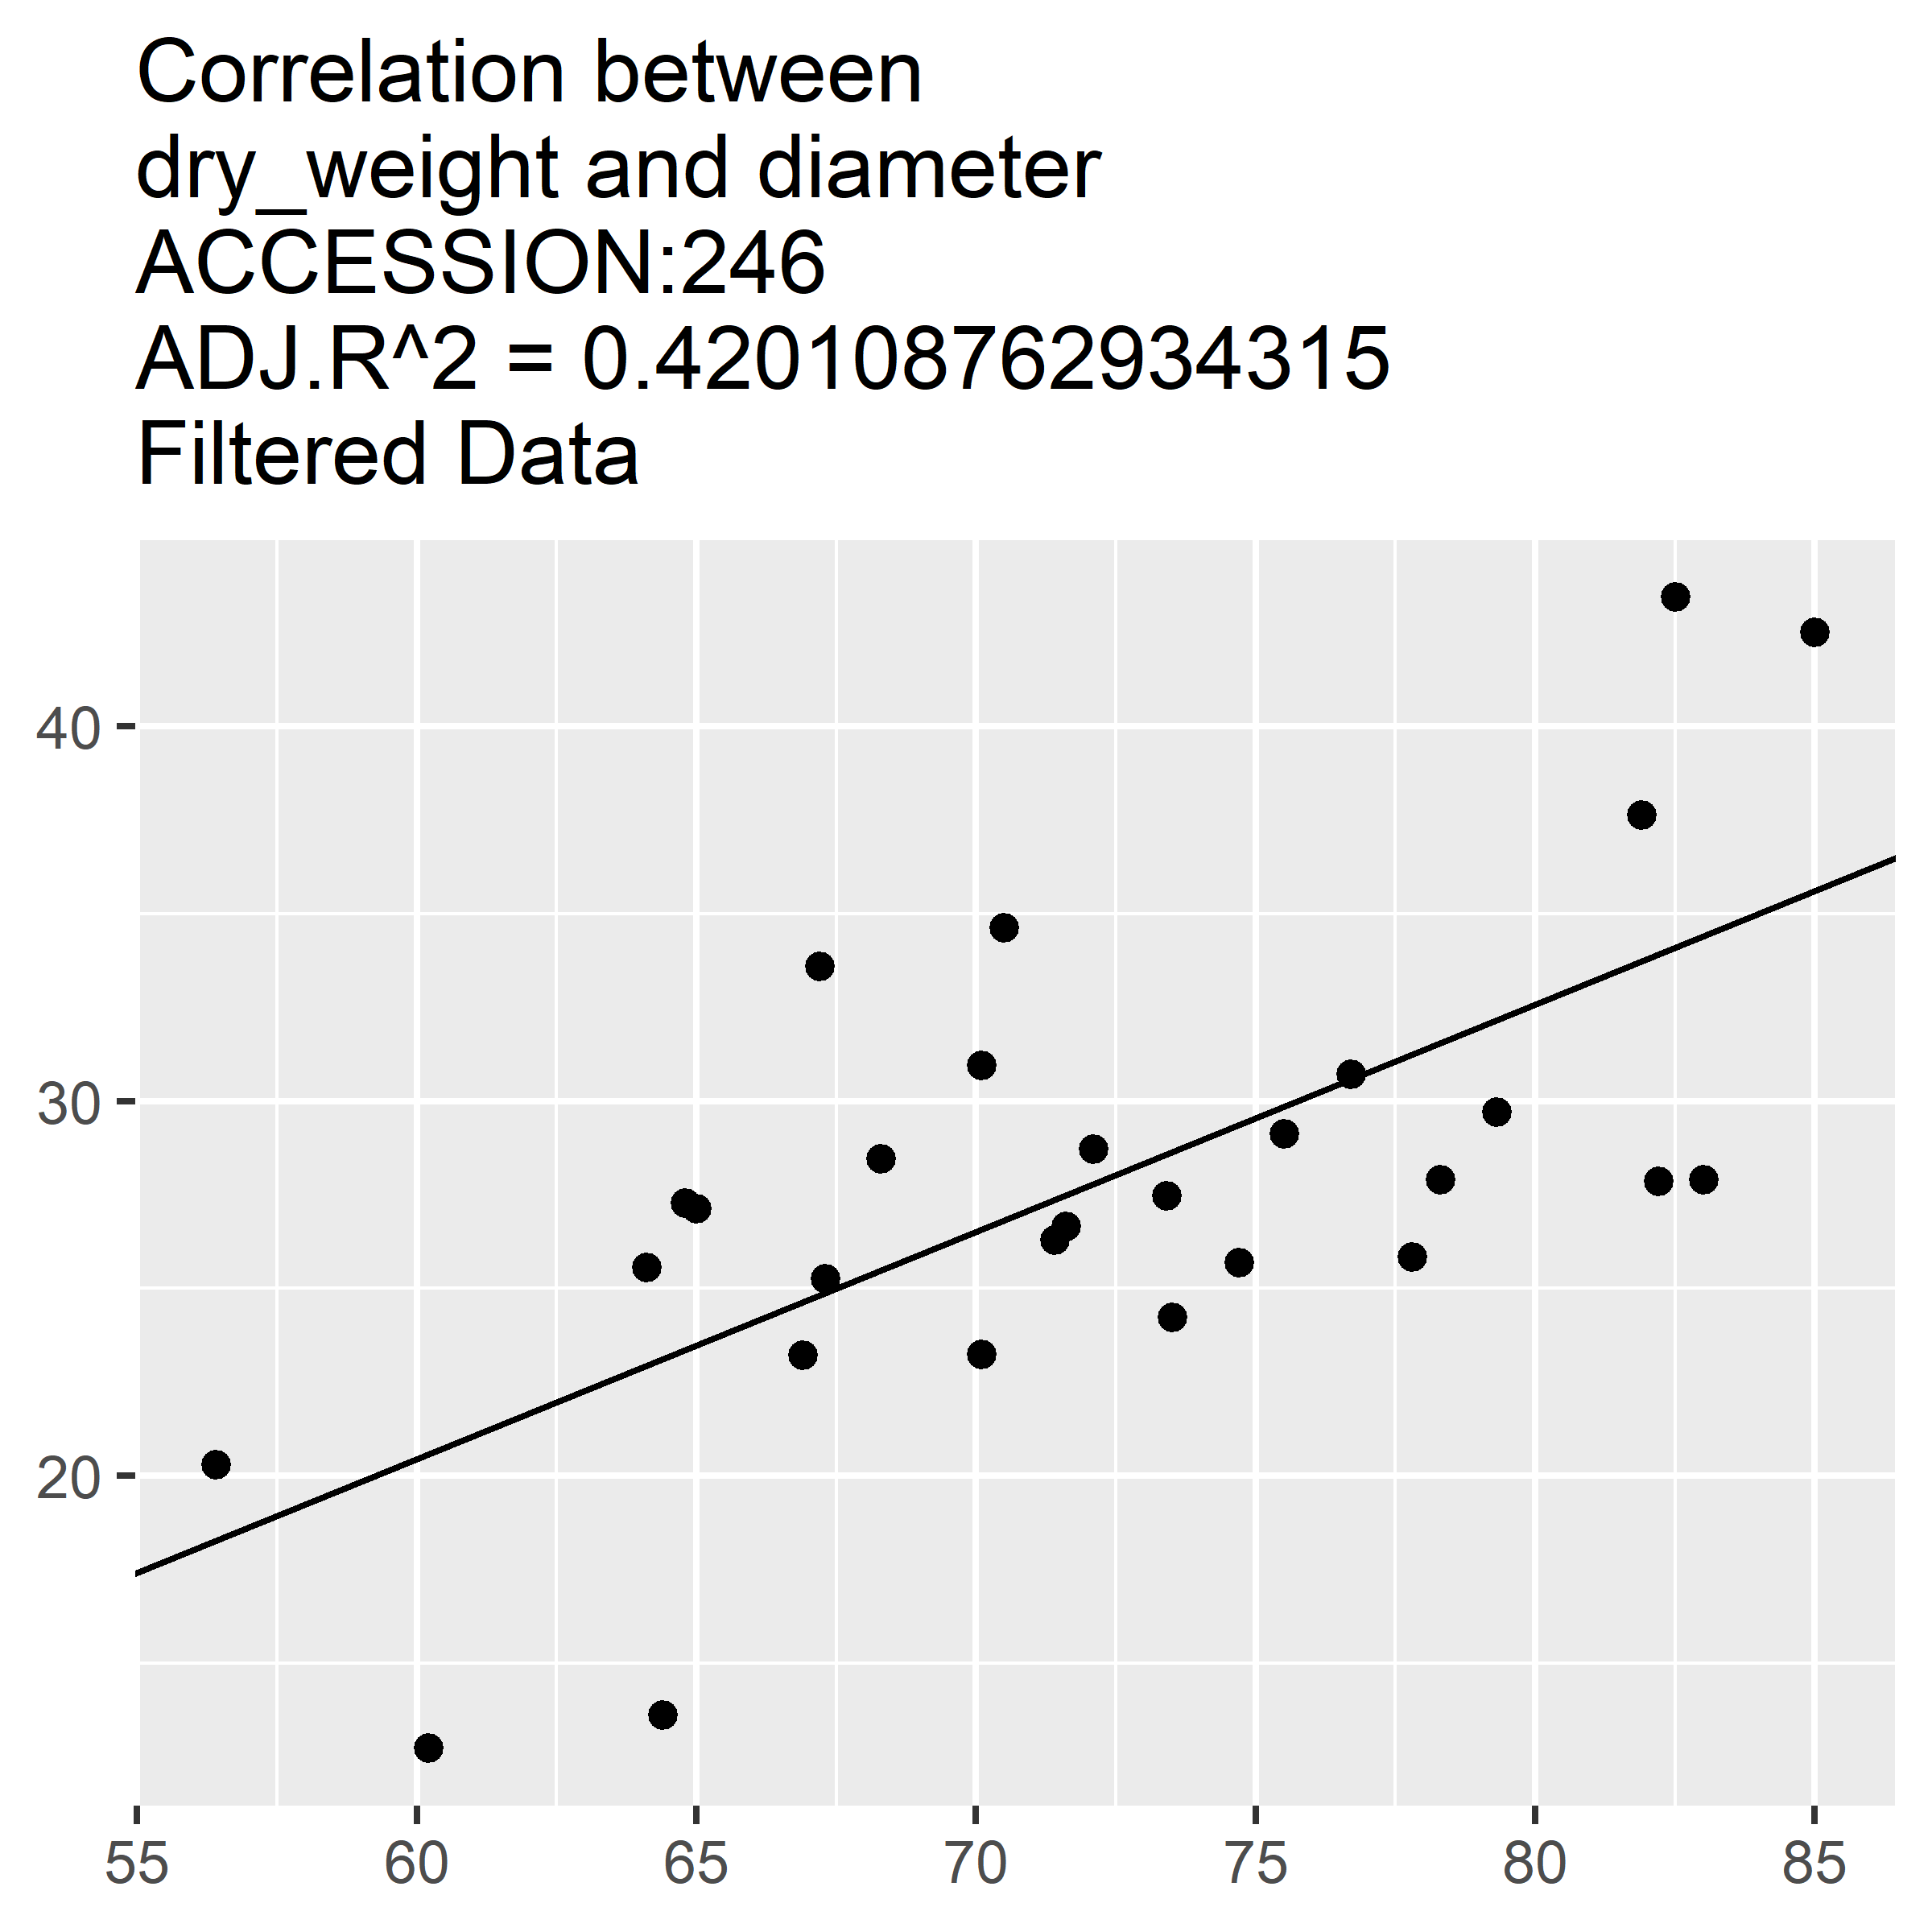 Correlation between
dry_weight and diameter
ACCESSION:246
ADJ.R^2 = 0.420108762934315
Filtered Data
40
30
20
55 60 65 70 75 80 85